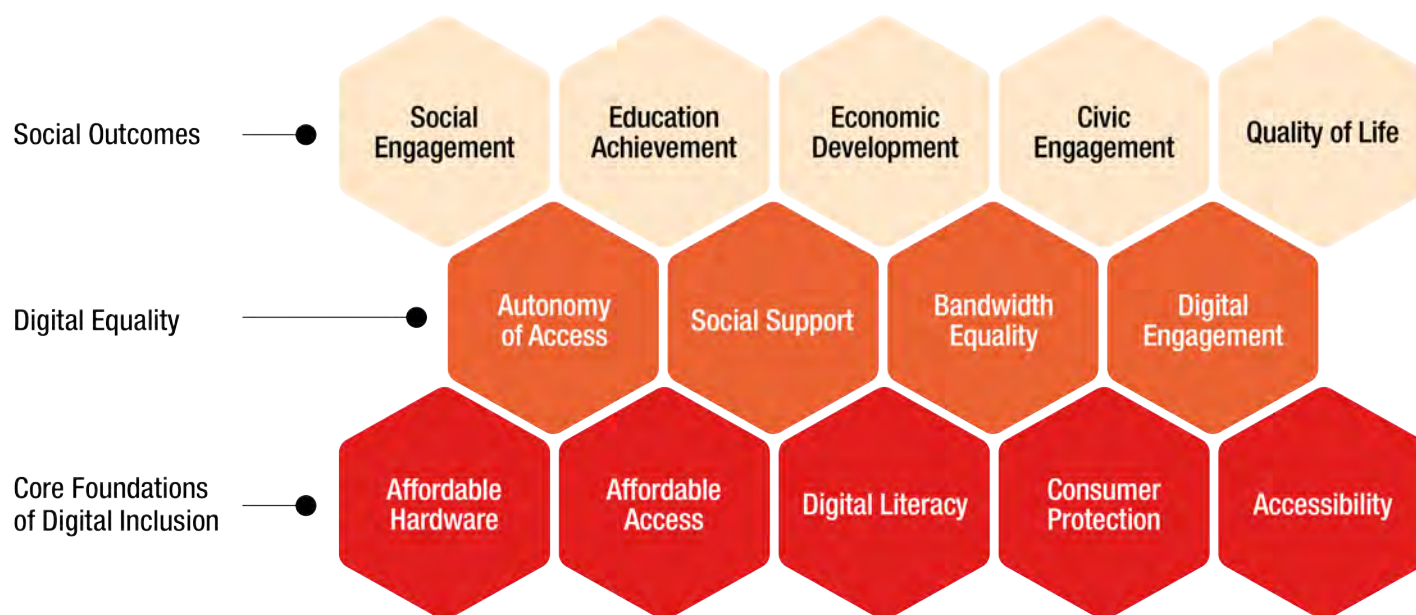 Social Outcomes
Social
Engagement
Education
Achievement
Economic
Development
Civic
Engagement
Quality of Life
Digital Equality
Autonomy
of Access
Social Support
Bandwidth
Equality
Digital
Engagement
Core Foundations
of Digital Inclusion
Affordable
Hardware
Affordable
Access
Digital Literacy
Consumer
Protection
Accessibility